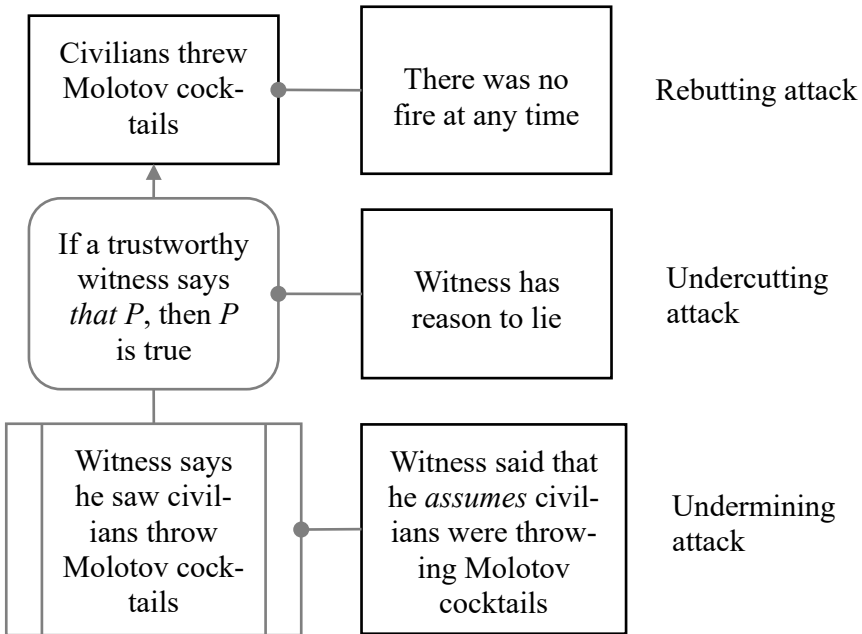 Civilians threw
Molotov cock-
tails
There was no
fire at any time
Rebutting attack
If a trustworthy
witness says
that P, then P
is true
Witness has
reason to lie
Undercutting
attack
Witness says
he saw civil-
ians throw
Molotov cock-
tails
Witness said that
he assumes civil-
ians were throw-
ing Molotov
cocktails
Undermining
attack